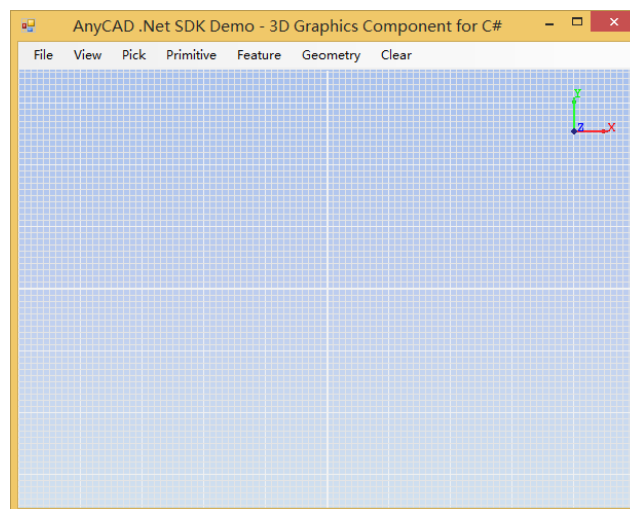 AnyCAD .Net SDK Demo - 3D Graphics Component for C#
File View Pick Primitive Feature Geometry Clear
Y
Z X